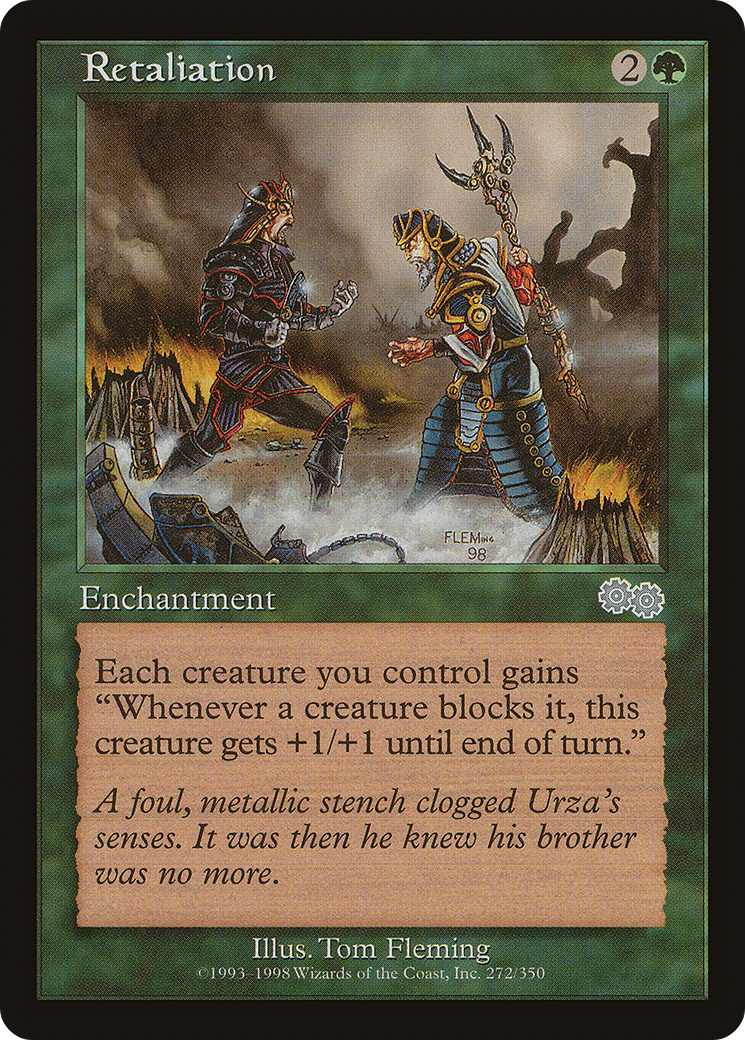 Retaliation 2
FLEMING
98
Enchantment
Each creature you control gains
“Whenever a creature blocks it, this
creature gets +1/+1 until end of turn.”
A foul, metallic stench clogged Urza’s
senses. It was then he knew his brother
was no more.
Illus. Tom Fleming
©1993–1998 Wizards of the Coast, Inc. 272/350